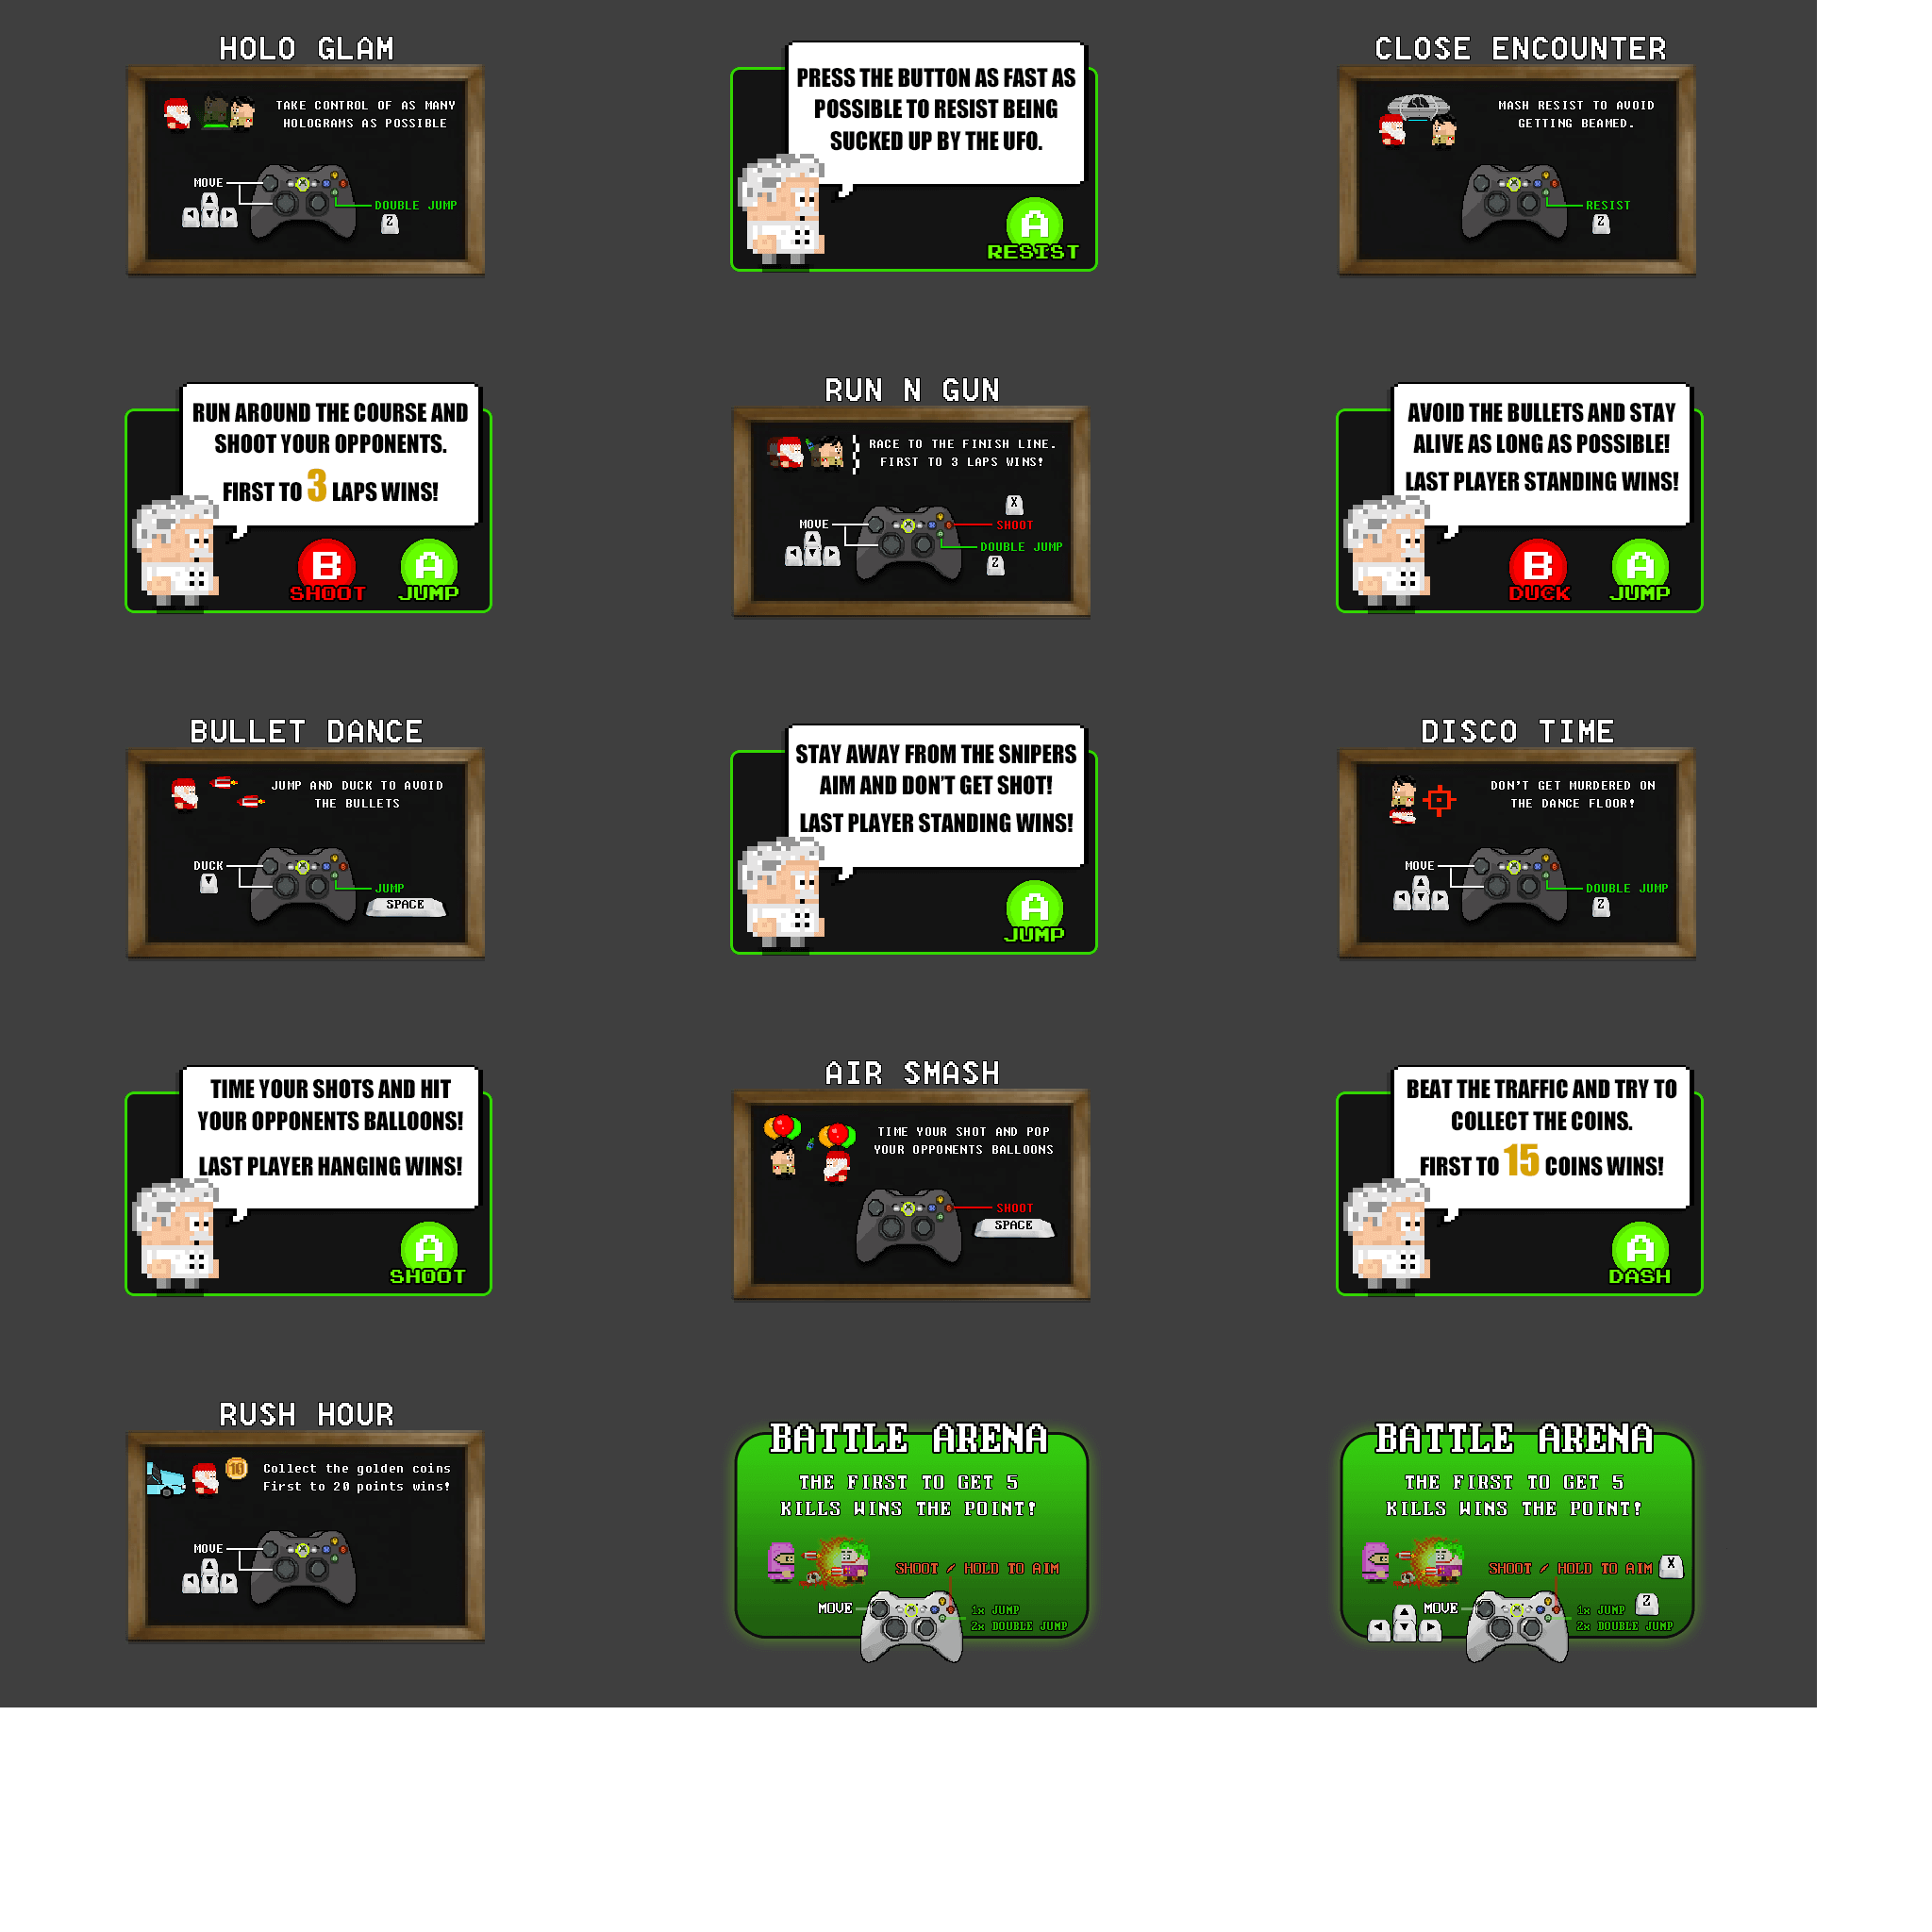 HOLO GLAM
TAKE CONTROL OF AS MANY
HOLOGRAMS AS POSSIBLE
MOVE
DOUBLE JUMP
Z
PRESS THE BUTTON AS FAST AS
POSSIBLE TO RESIST BEING
SUCKED UP BY THE UFO.
A
RESIST
CLOSE ENCOUNTER
MASH RESIST TO AVOID
GETTING BEAMED.
RESIST
Z
RUN AROUND THE COURSE AND
SHOOT YOUR OPPONENTS.
FIRST TO 3 LAPS WINS!
B A
SHOOT JUMP
RUN N GUN
RACE TO THE FINISH LINE.
FIRST TO 3 LAPS WINS!
X
MOVE
SHOOT
DOUBLE JUMP
Z
AVOID THE BULLETS AND STAY
ALIVE AS LONG AS POSSIBLE!
LAST PLAYER STANDING WINS!
B A
DUCK JUMP
BULLET DANCE
JUMP AND DUCK TO AVOID
THE BULLETS
DUCK
JUMP
SPACE
STAY AWAY FROM THE SNIPERS
AIM AND DON'T GET SHOT!
LAST PLAYER STANDING WINS!
A
JUMP
DISCO TIME
DON'T GET MURDERED ON
THE DANCE FLOOR!
MOVE
DOUBLE JUMP
Z
TIME YOUR SHOTS AND HIT
YOUR OPPONENTS BALLOONS!
LAST PLAYER HANGING WINS!
A
SHOOT
AIR SMASH
TIME YOUR SHOT AND POP
YOUR OPPONENTS BALLOONS
SHOOT
SPACE
BEAT THE TRAFFIC AND TRY TO
COLLECT THE COINS.
FIRST TO 15 COINS WINS!
A
DASH
RUSH HOUR
10
Collect the golden coins
First to 20 points wins!
MOVE
BATTLE ARENA
THE FIRST TO GET 5
KILLS WINS THE POINT!
SHOOT / HOLD TO AIM
MOVE
1x JUMP
2x DOUBLE JUMP
BATTLE ARENA
THE FIRST TO GET 5
KILLS WINS THE POINT!
SHOOT / HOLD TO AIM X
MOVE
1x JUMP Z
2x DOUBLE JUMP